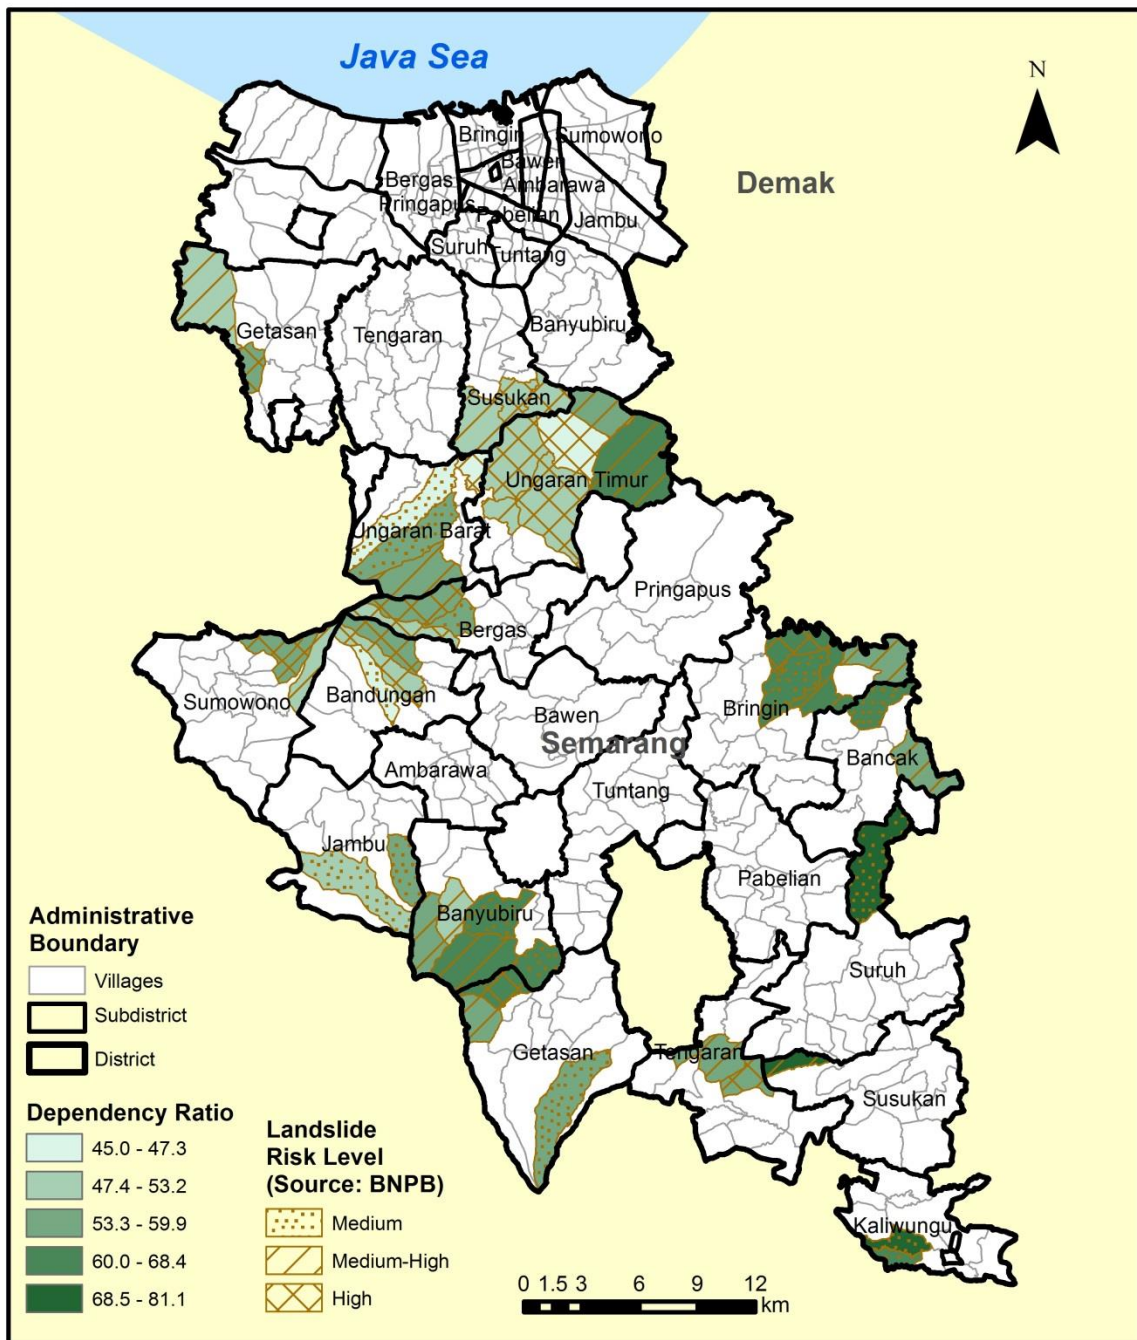 Java Sea
N
Bringin
Sumowono
Bawen
Demak
Bergas
Ambarawa
Pringapus
Pabelian
Jambu
Suruh
untang
Getasan
Tengaran
Banyubiru
Susukan
Ungaran Timur
Ungaran Barat
Pringapus
Bergas
Sumowono
Bandungan
Bringin
Bawen
Semarang
Bancak
Ambarawa
Tuntang
Jambu
Pabelian
Banyubiru
Suruh
Getasan
Tengaran
Susukan
Kaliwungu
Administrative
Boundary
Villages
Subdistrict
District
Dependency Ratio
45.0 - 47.3
47.4 - 53.2
53.3 - 59.9
60.0 - 68.4
68.5 - 81.1
Landslide
Risk Level
(Source: BNPB)
Medium
Medium-High
High
0 1.5 3 6 9 12
km